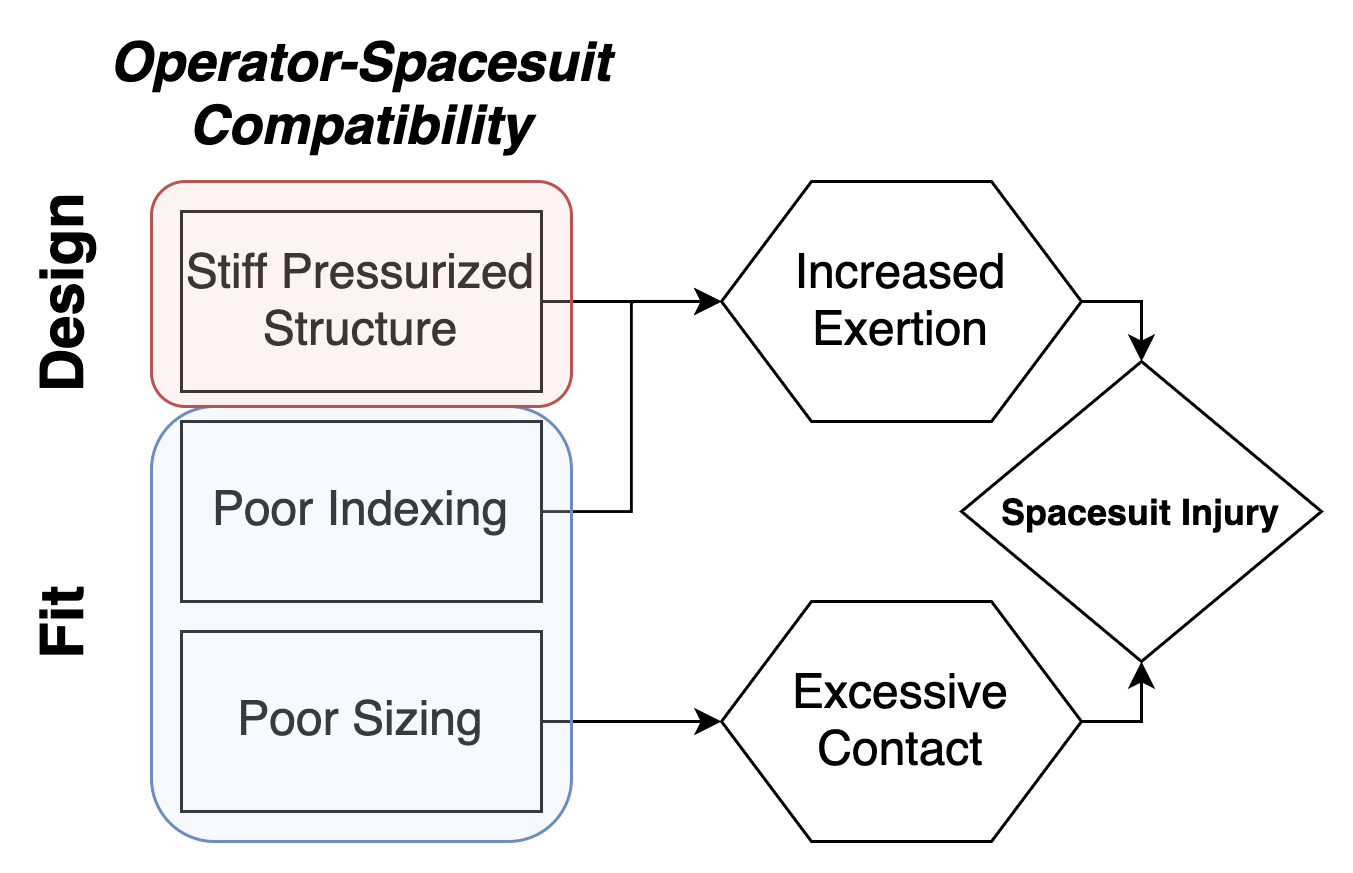 Operator-Spacesuit
Compatibility
Design
Stiff Pressurized
Structure
Increased
Exertion
Poor Indexing
Spacesuit Injury
Fit
Poor Sizing
Excessive
Contact